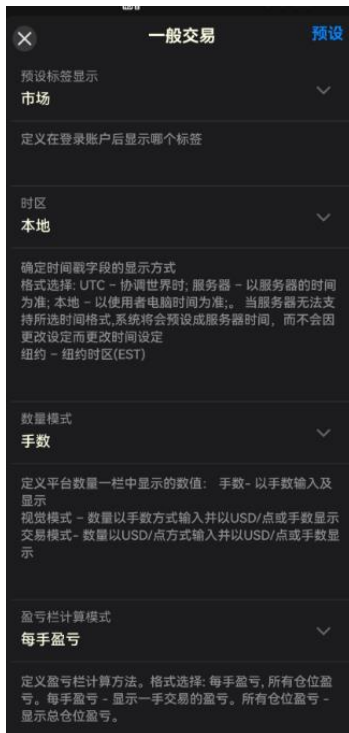 一般交易
预设
预设标签显示
市场
定义在登录账户后显示哪个标签
时区
本地
确定时间戳字段的显示方式
格式选择: UTC – 协调世界时; 服务器 – 以服务器的时间
为准; 本地 – 以使用者电脑时间为准;。 当服务器无法支
持所选时间格式,系统将会预设成服务器时间，而不会因
更改设定而更改时间设定
纽约 – 纽约时区(EST)
数量模式
手数
定义平台数量一栏中显示的数值： 手数- 以手数输入及
显示
视觉模式 – 数量以手数方式输入并以USD/点或手数显示
交易模式- 数量以USD/点方式输入并以USD/点或手数显
示
盈亏栏计算模式
每手盈亏
定义盈亏栏计算方法。格式选择: 每手盈亏, 所有仓位盈
亏。每手盈亏 - 显示一手交易的盈亏。所有仓位盈亏 -
显示总仓位盈亏。